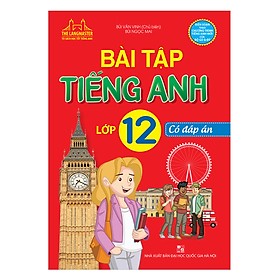 THE LANGMASTER
BÙI VĂN VINH (Chủ biên)
BÙI NGỌC MAI
BÀI TẬP
TIẾNG ANH
LỚP 12
Có đáp án
NHÀ XUẤT BẢN ĐẠI HỌC QUỐC GIA HÀ NỘI